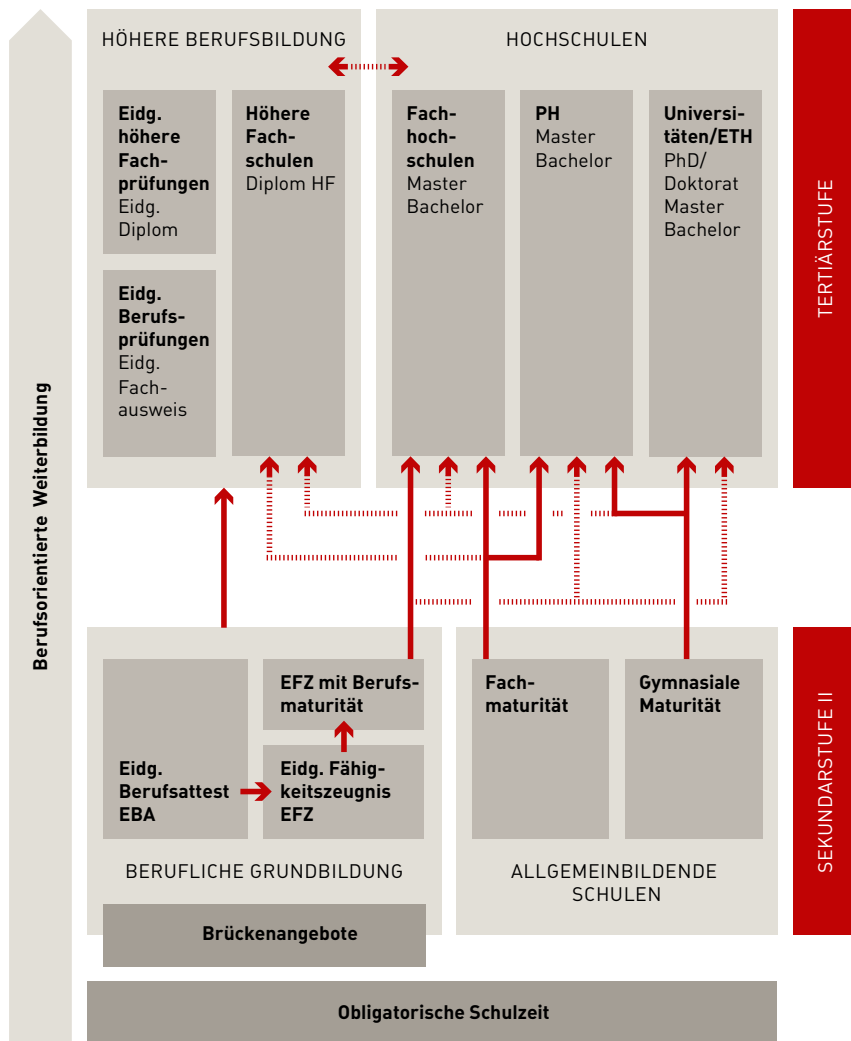 HÖHERE BERUFSBILDUNG
HOCHSCHULEN
Eidg.
höhere
Fach-
prüfungen
Eidg.
Diplom
Höhere
Fach-
schulen
Diplom HF
Fach-
hoch-
schulen
Master
Bachelor
PH
Master
Bachelor
Universi-
täten/ETH
PhD/
Doktorat
Master
Bachelor
Eidg.
Berufs-
prüfungen
Eidg.
Fach-
ausweis
TERTIÄRSTUFE
Berufsorientierte Weiterbildung
EFZ mit Berufs-
maturität
Fach-
maturität
Gymnasiale
Maturität
Eidg.
Berufsattest
EBA
Eidg. Fähig-
keitszeugnis
EFZ
SEKUNDARSTUFE II
BERUFLICHE GRUNDBILDUNG
ALLGEMEINBILDENDE
SCHULEN
Brückenangebote
Obligatorische Schulzeit